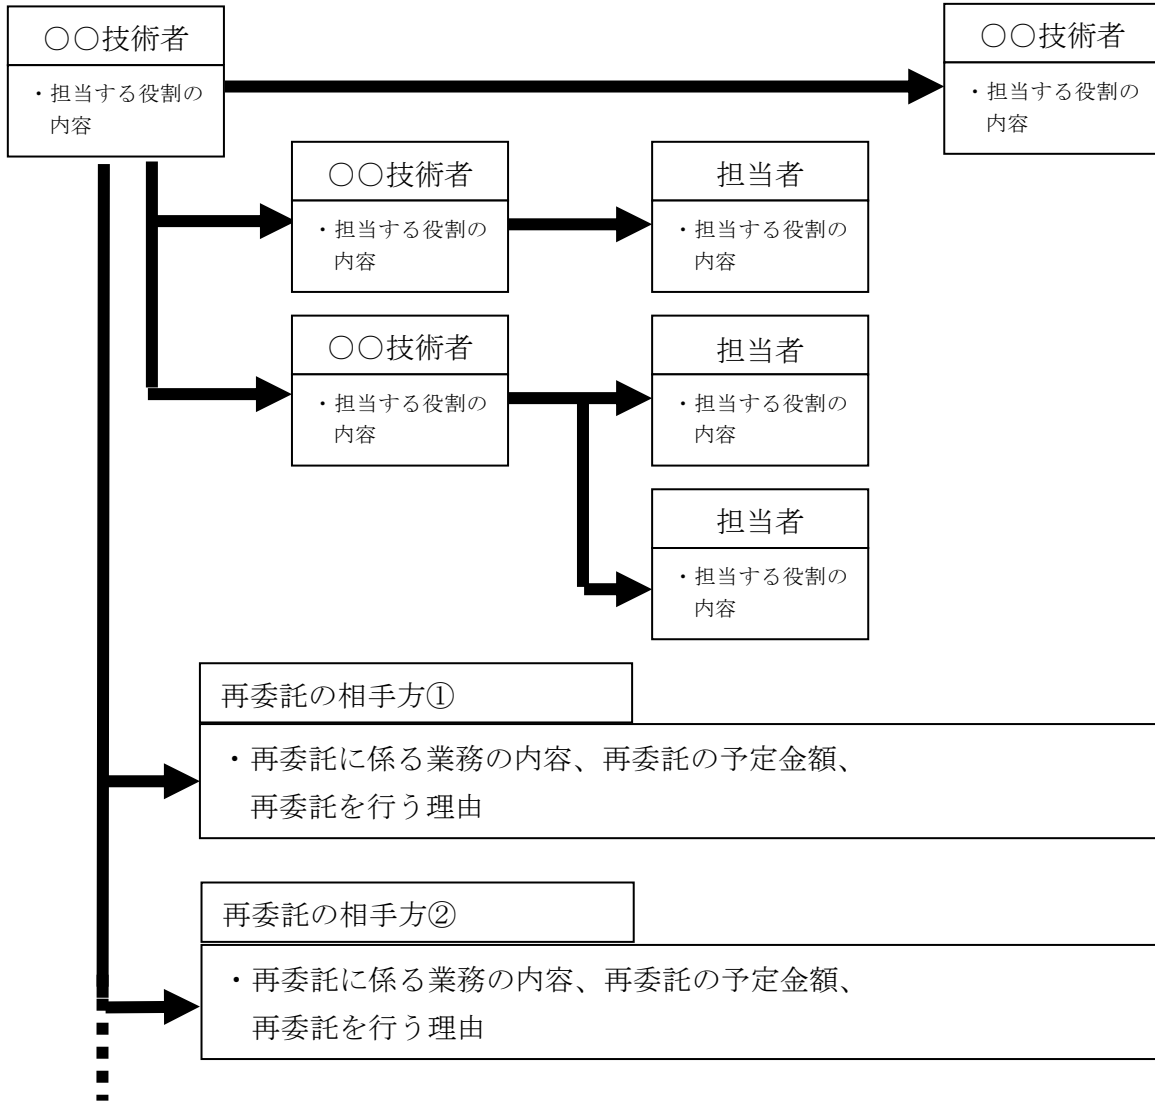 ○○技術者
・担当する役割の
内容
○○技術者
・担当する役割の
内容
○○技術者
・担当する役割の
内容
担当者
・担当する役割の
内容
○○技術者
・担当する役割の
内容
担当者
・担当する役割の
内容
担当者
・担当する役割の
内容
再委託の相手方①
・再委託に係る業務の内容、再委託の予定金額、
再委託を行う理由
再委託の相手方②
・再委託に係る業務の内容、再委託の予定金額、
再委託を行う理由